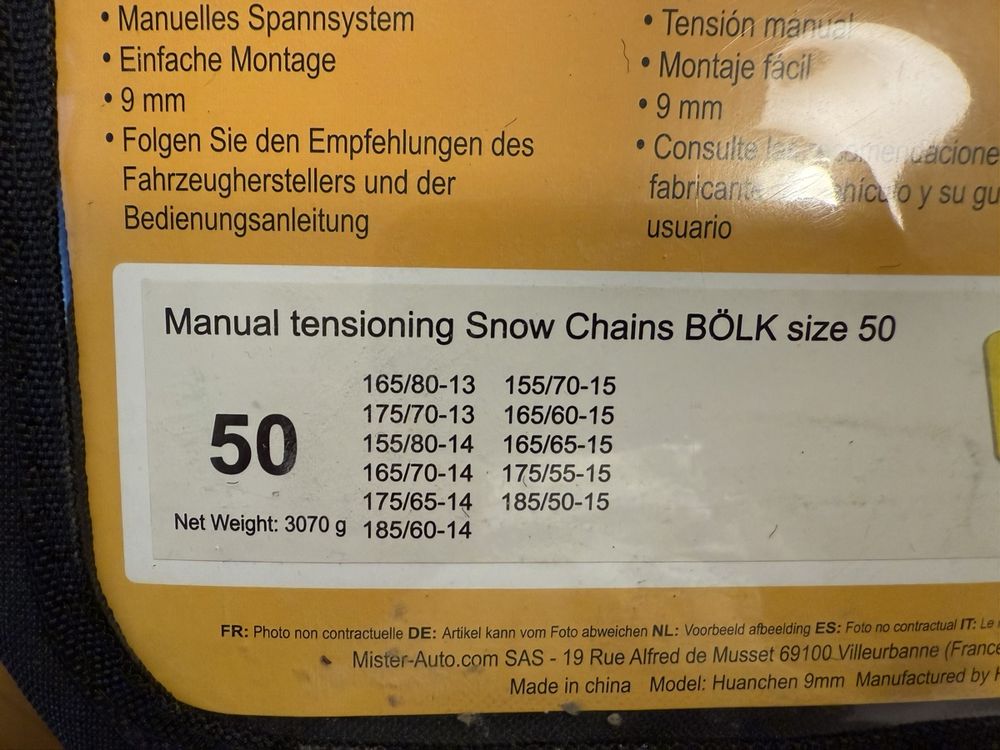 • Manuelles Spannsystem
• Einfache Montage
• 9 mm
• Folgen Sie den Empfehlungen des
Fahrzeugherstellers und der
Bedienungsanleitung
• Tensión manual
• Montaje fácil
• 9 mm
• Consulte
y su
usuario
Manual tensioning Snow Chains BÖLK size 50
50
Net Weight: 3070 g
165/80-13
175/70-13
155/80-14
165/70-14
175/65-14
185/60-14
155/70-15
165/60-15
165/65-15
175/55-15
185/50-15
FR: Photo non contractuelle DE: Artikel kann vom Foto abweichen NL: Voorbeeld afbeelding ES: Foto no contractual IT: Le
Mister-Auto.com SAS - 19 Rue Alfred de Musset 69100 Villeurbanne (France
Made in china Model: Huanchen 9mm Manufactured by